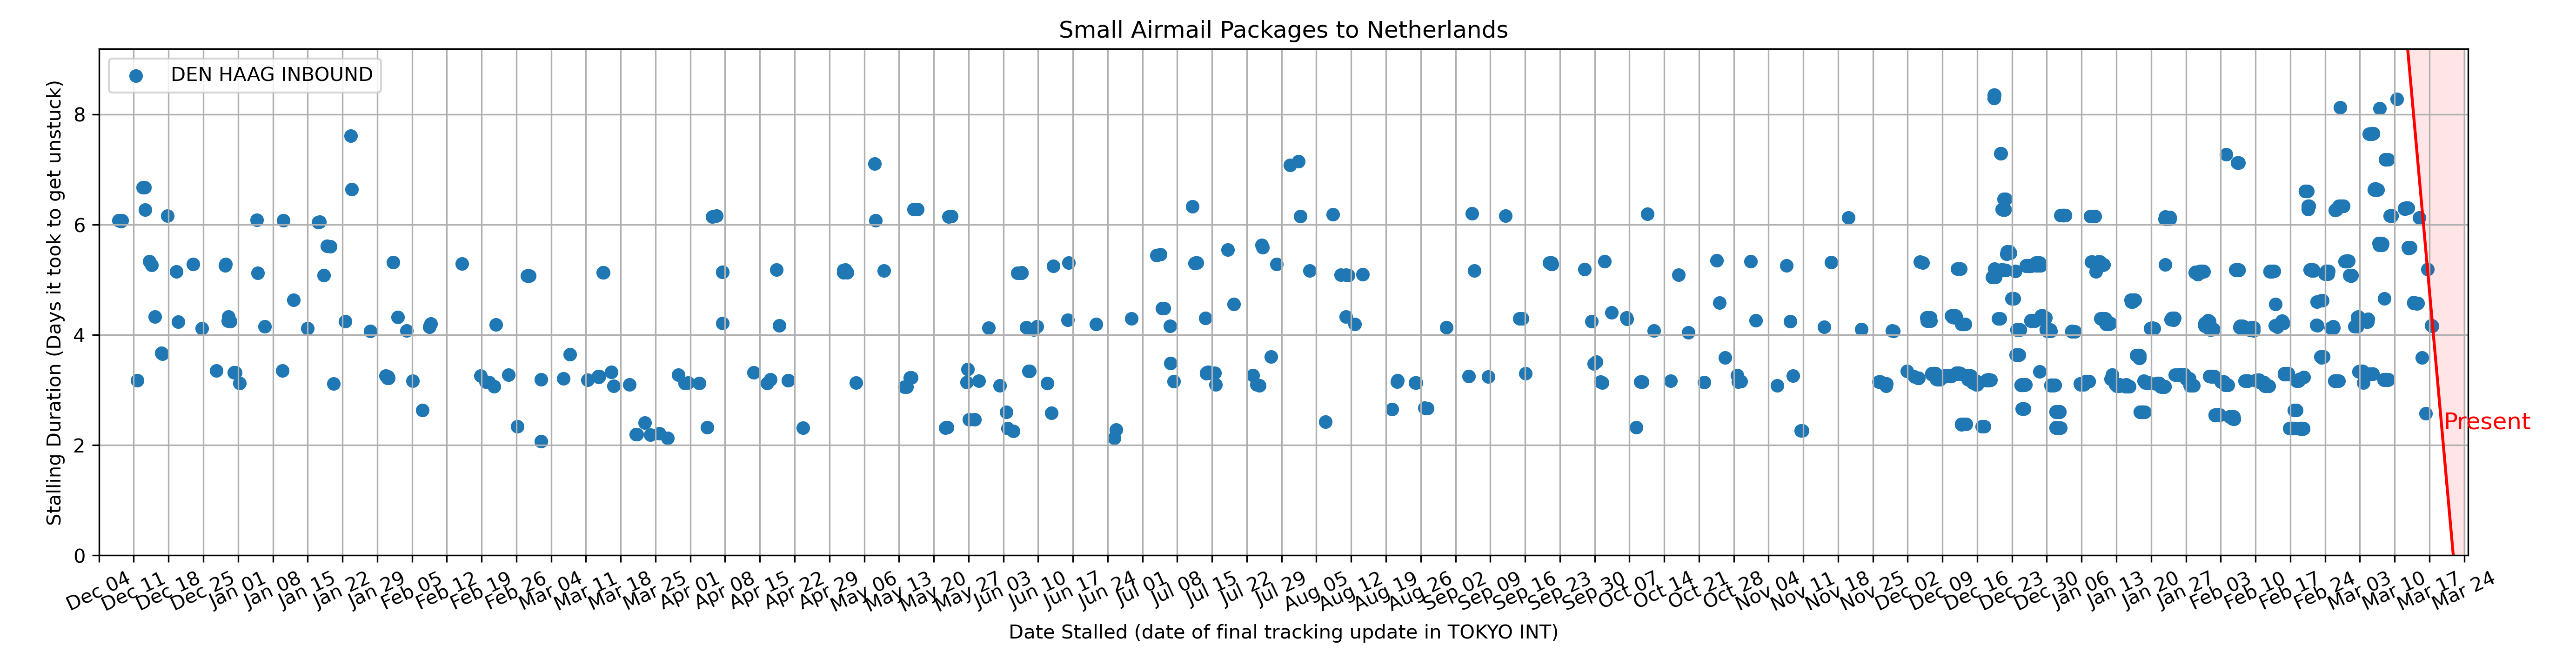 Small Airmail Packages to Netherlands
DEN HAAG INBOUND
Stalling Duration (Days it took to get unstuck)
8
6
4
2
0
Present
Dec 04
Dec 11
Dec 18
Dec 25
Jan 01
Jan 08
Jan 15
Jan 22
Jan 29
Feb 05
Feb 12
Feb 19
Feb 26
Mar 04
Mar 11
Mar 18
Mar 25
Apr 01
Apr 08
Apr 15
Apr 22
Apr 29
May 06
May 13
May 20
May 27
Jun 03
Jun 10
Jun 17
Jun 24
Jul 01
Jul 08
Jul 15
Jul 22
Jul 29
Aug 05
Aug 12
Aug 19
Aug 26
Sep 02
Sep 09
Sep 16
Sep 23
Sep 30
Oct 07
Oct 14
Oct 21
Oct 28
Nov 04
Nov 11
Nov 18
Nov 25
Dec 02
Dec 09
Dec 16
Dec 23
Dec 30
Jan 06
Jan 13
Jan 20
Jan 27
Feb 03
Feb 10
Feb 17
Feb 24
Mar 03
Mar 10
Mar 17
Mar 24
Date Stalled (date of final tracking update in TOKYO INT)